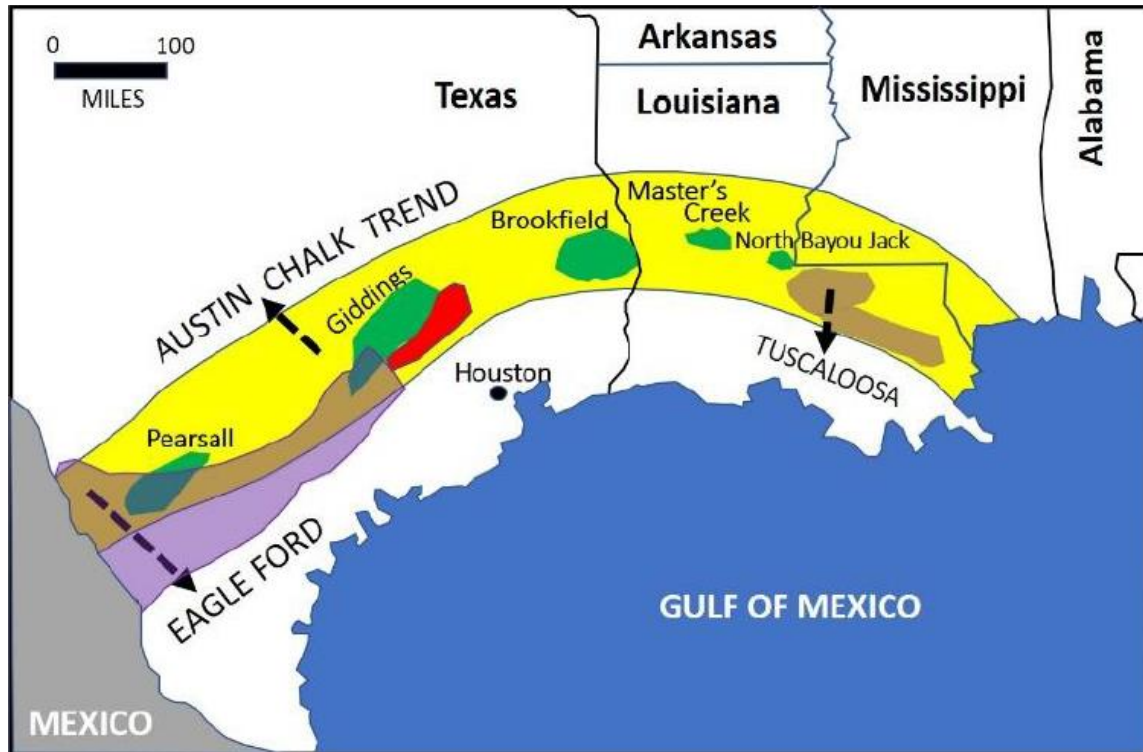 0 100
MILES
Texas
Arkansas
Louisiana
Mississippi
Alabama
AUSTIN CHALK TREND
Giddings
Brookfield
Master's
Creek
North Bayou Jack
Houston
Pearsall
TUSCALOOSA
EAGLE FORD
GULF OF MEXICO
MEXICO